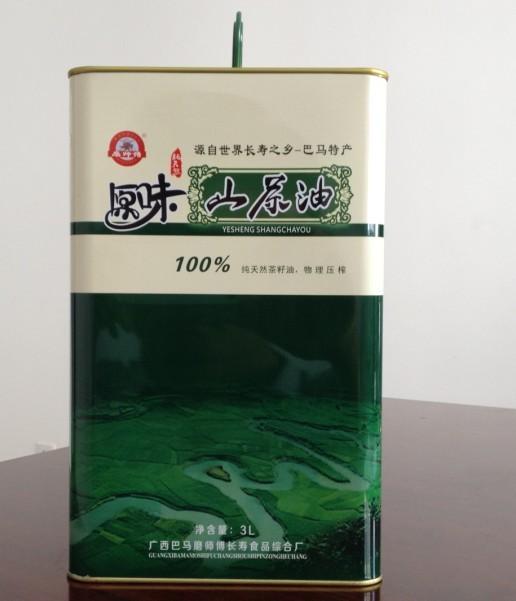 源自世界长寿之乡-巴马特产
原味 山茶油
YESHENG SHANGCHAYOU
100% 纯天然茶籽油，物理压榨
净含量：3L
广西巴马磨师傅长寿食品综合厂
GUANGXIBAMAMOSHIFUCHANGSHOUSHIPINZONGHECHANG